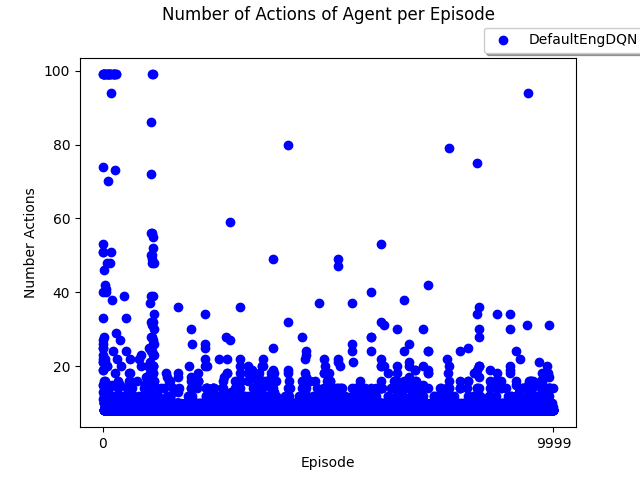 Number of Actions of Agent per Episode
DefaultEngDQN
100
80
60
40
20
Number Actions
0
9999
Episode